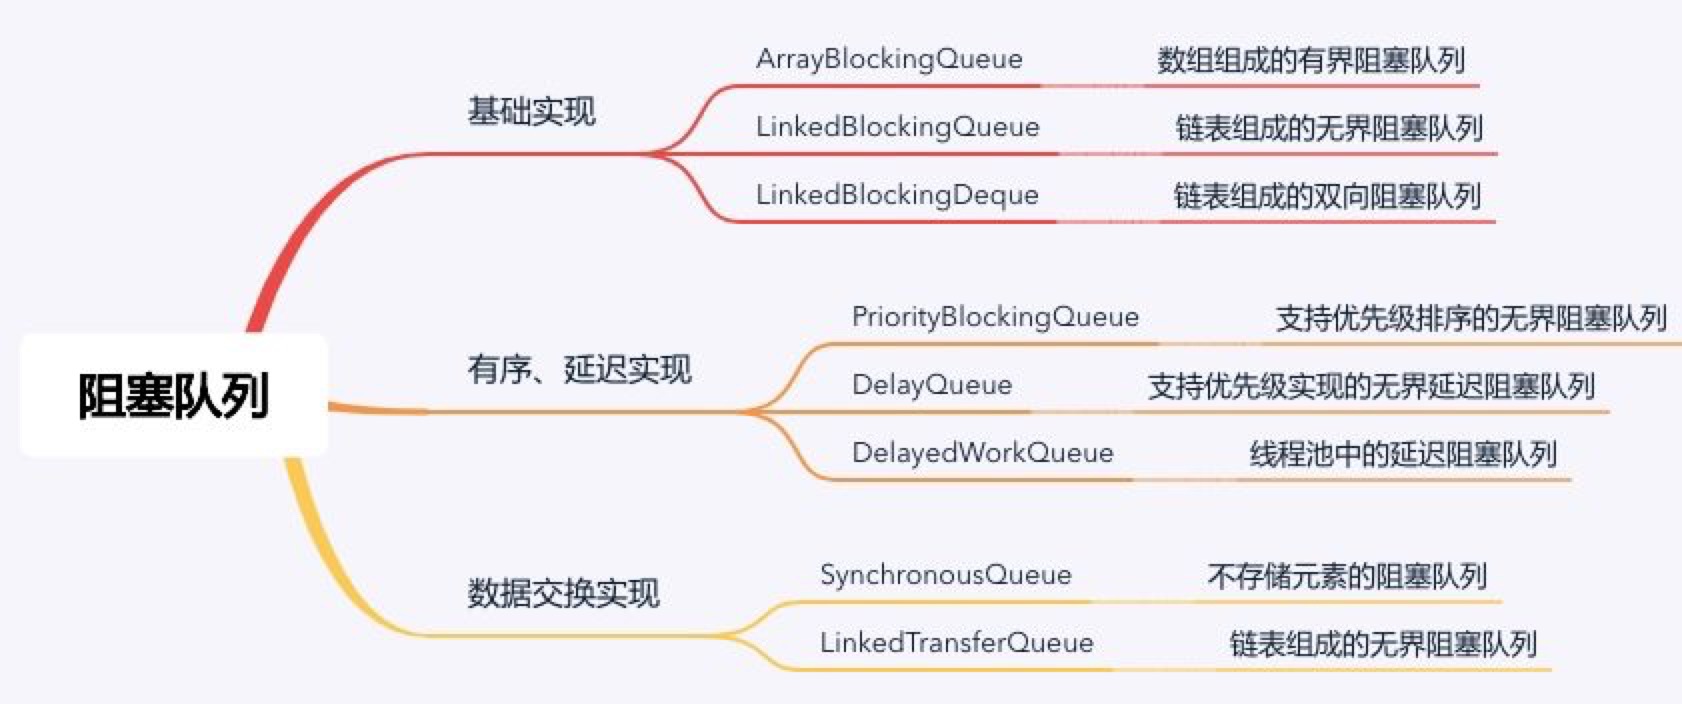 阻塞队列
基础实现
ArrayBlockingQueue 数组组成的有界阻塞队列
LinkedBlockingQueue 链表组成的无界阻塞队列
LinkedBlockingDeque 链表组成的双向阻塞队列
有序、延迟实现
PriorityBlockingQueue 支持优先级排序的无界阻塞队列
DelayQueue 支持优先级实现的无界延迟阻塞队列
DelayedWorkQueue 线程池中的延迟阻塞队列
数据交换实现
SynchronousQueue 不存储元素的阻塞队列
LinkedTransferQueue 链表组成的无界阻塞队列